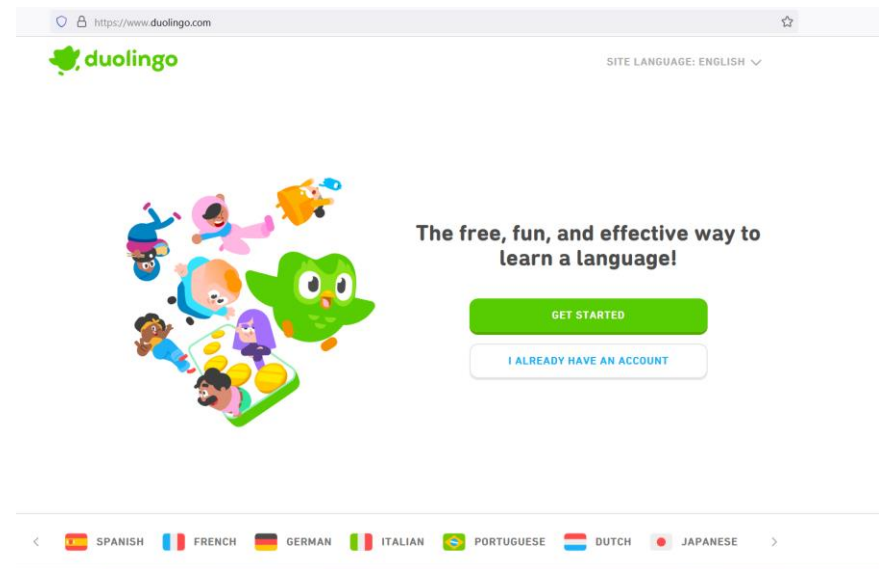 https://www.duolingo.com
duolingo
SITE LANGUAGE: ENGLISH
The free, fun, and effective way to
learn a language!
GET STARTED
I ALREADY HAVE AN ACCOUNT
SPANISH FRENCH GERMAN ITALIAN PORTUGUESE DUTCH JAPANESE